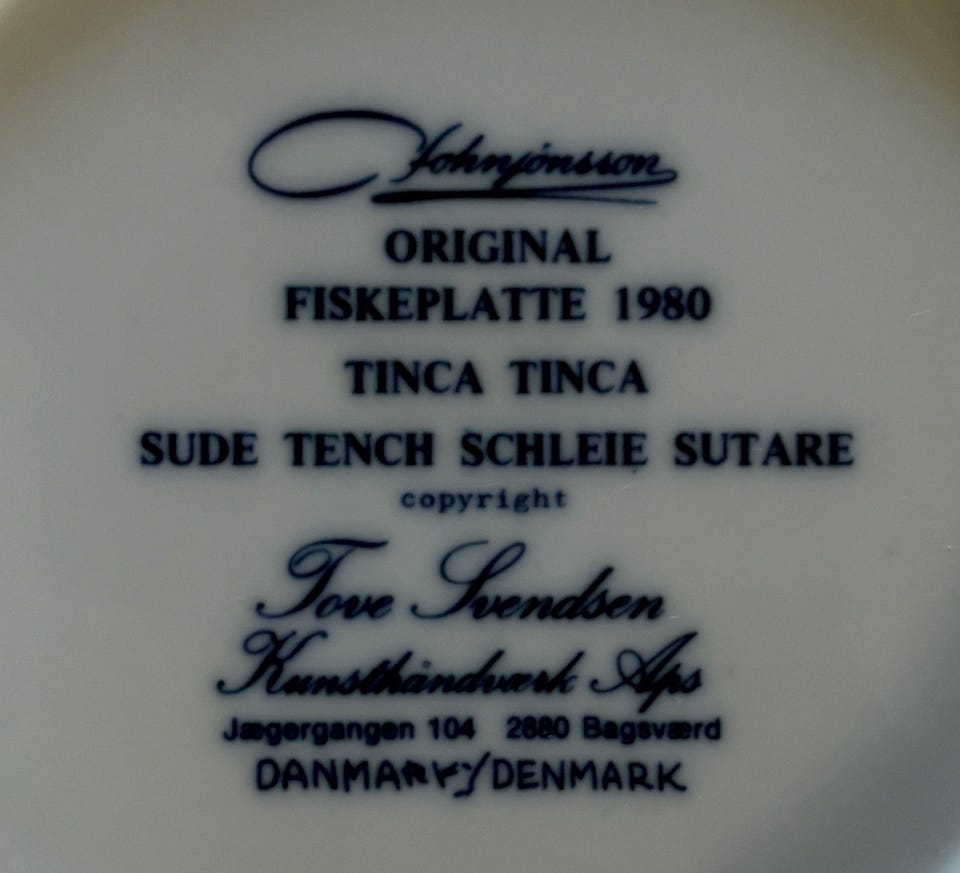 Johnjónsson
ORIGINAL
FISKEPLATTE 1980
TINCA TINCA
SUDE TENCH SCHLEIE SUTARE
copyright
Tove Svendsen
Kunsthåndværk Aps
Jægergangen 104 2880 Bagsværd
DANMARK/DENMARK